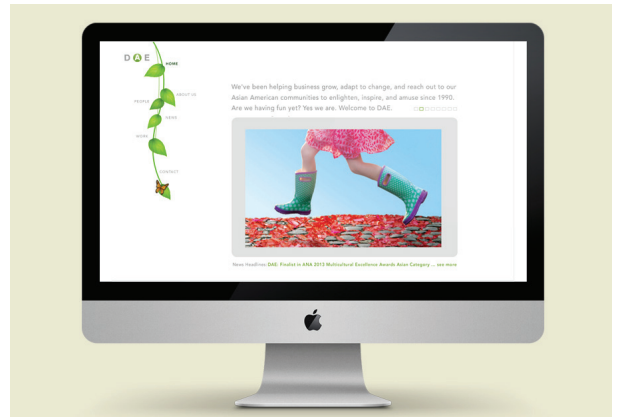 DAE
HOME
ABOUT US
PEOPLE
NEWS
WORK
CONTACT
We've been helping business grow, adapt to change, and reach out to our
Asian American communities to enlighten, inspire, and amuse since 1990.
Are we having fun yet? Yes we are. Welcome to DAE.
News Headlines: DAE: Finalist in ANA 2012 Multicultural Excellence Awards Asian Category ... see more